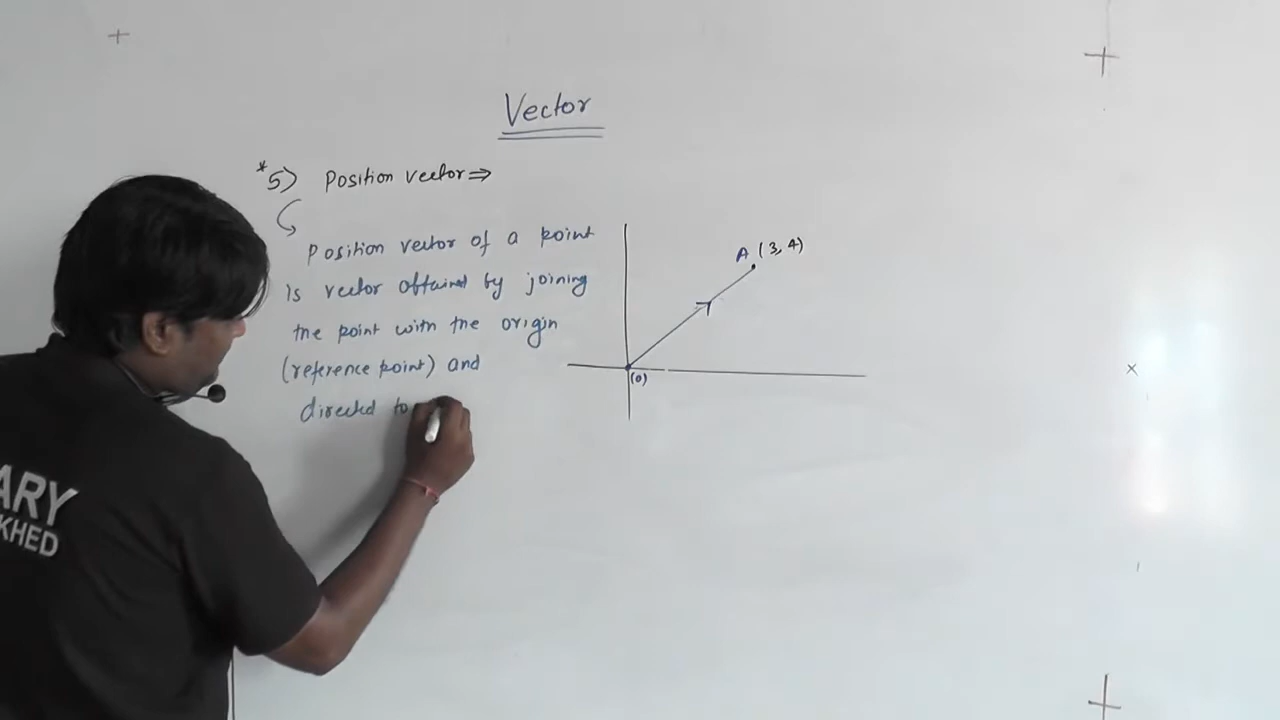 Vector
*5) Position vector⇒
Position vector of a point
is vector obtained by joining
the point with the origin
(reference point) and
directed to
A (3, 4)
(0)
ARY
KHED